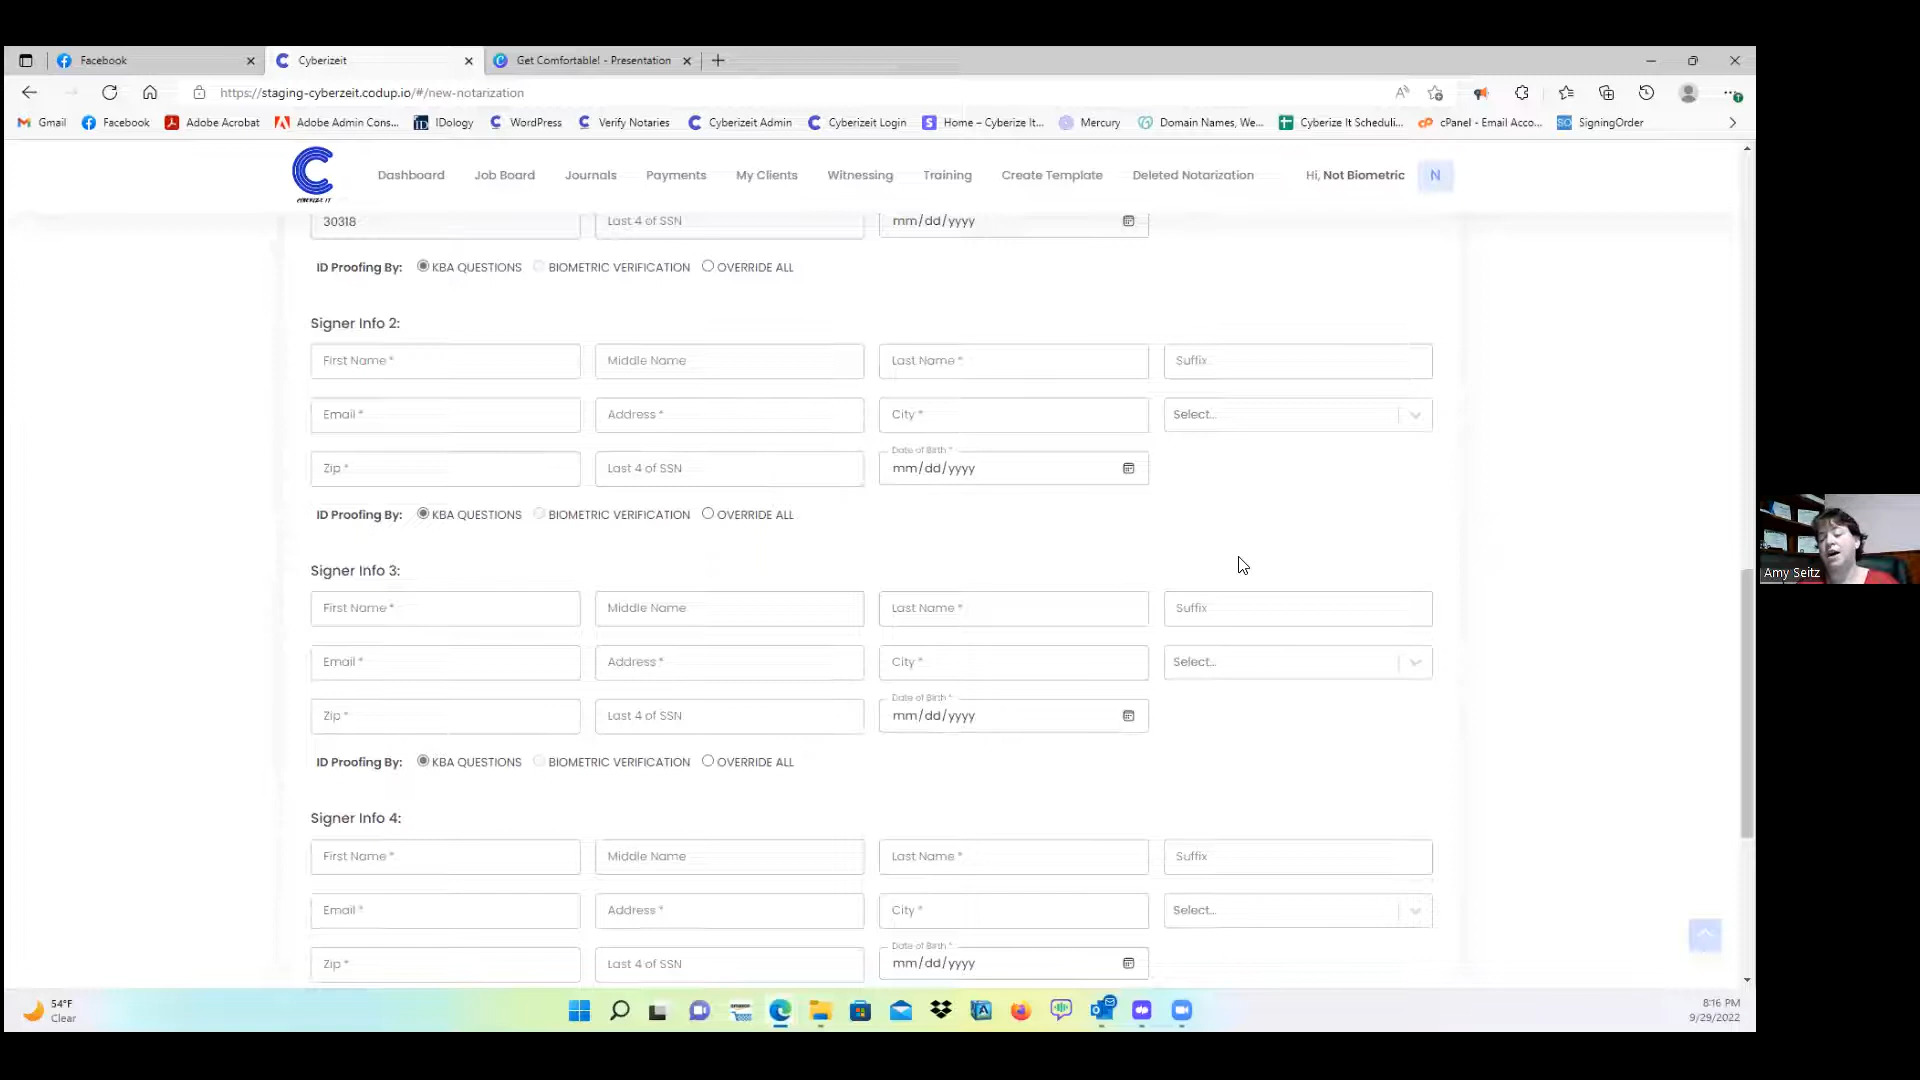 Facebook
Cyberizeit
Get Comfortable! - Presentation
https://staging-cyberzeit.codup.io/#/new-notarization
Gmail Facebook Adobe Acrobat Adobe Admin Cons... IDology WordPress Verify Notaries Cyberizeit Admin Cyberizeit Login Home – Cyberize It... Mercury Domain Names, We... Cyberize It Scheduli... cPanel - Email Acco... SigningOrder
CYBERIZE IT
Dashboard Job Board Journals Payments My Clients Witnessing Training Create Template Deleted Notarization Hi, Not Biometric N
30318 Last 4 of SSN mm/dd/yyyy
ID Proofing By: KBA QUESTIONS BIOMETRIC VERIFICATION OVERRIDE ALL
Signer Info 2:
First Name * Middle Name Last Name * Suffix
Email * Address * City * Select...
Date of Birth *
Zip * Last 4 of SSN mm/dd/yyyy
ID Proofing By: KBA QUESTIONS BIOMETRIC VERIFICATION OVERRIDE ALL
Signer Info 3:
First Name * Middle Name Last Name * Suffix
Email * Address * City * Select...
Date of Birth *
Zip * Last 4 of SSN mm/dd/yyyy
ID Proofing By: KBA QUESTIONS BIOMETRIC VERIFICATION OVERRIDE ALL
Signer Info 4:
First Name * Middle Name Last Name * Suffix
Email * Address * City * Select...
Date of Birth *
Zip * Last 4 of SSN mm/dd/yyyy
Amy Seitz
54°F
Clear
8:16 PM
9/29/2022